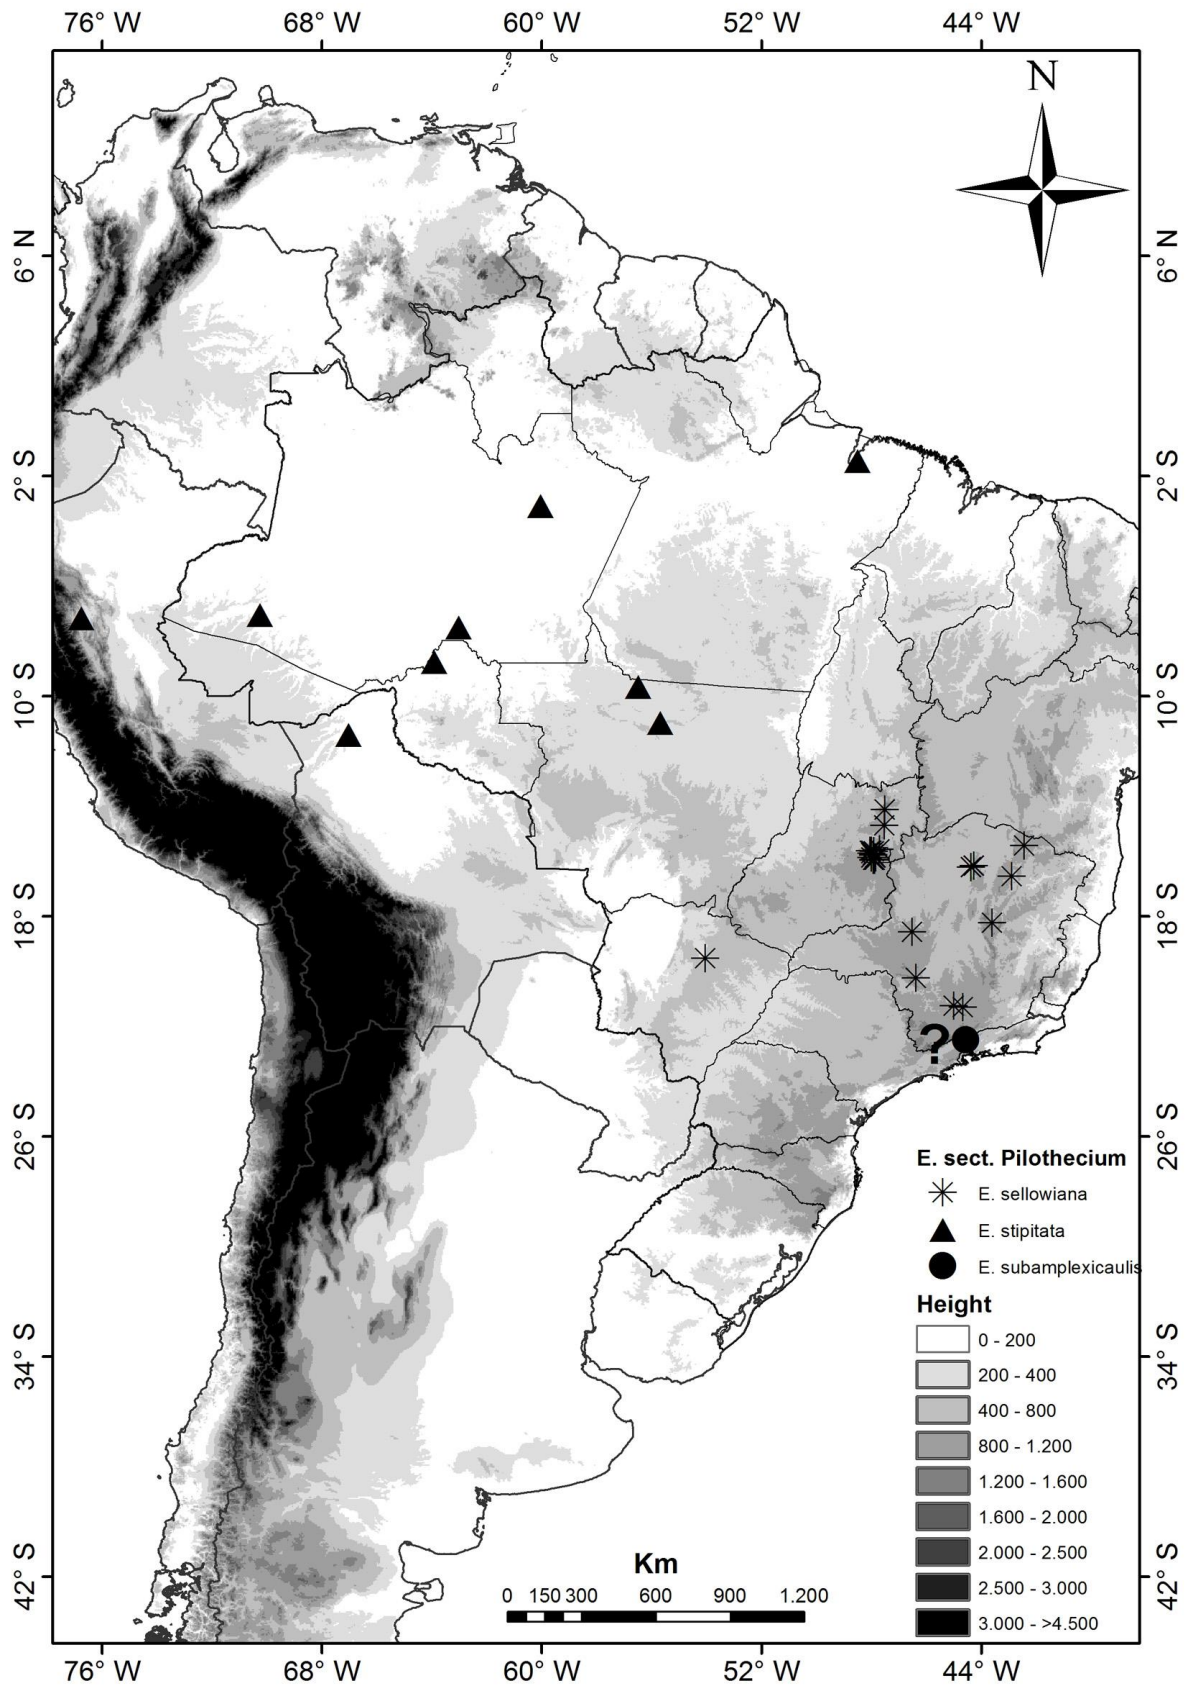 76° W 68° W 60° W 52° W 44° W
N
6° N 6° N
2° S 2° S
10° S 10° S
18° S 18° S
?
26° S 26° S
E. sect. Pilothecium
E. sellowiana
E. stipitata
E. subamplexicaulis
Height
0 - 200
34° S 34° S
200 - 400
400 - 800
800 - 1.200
1.200 - 1.600
1.600 - 2.000
2.000 - 2.500
42° S 42° S
2.500 - 3.000
3.000 - >4.500
Km
0 150 300 600 900 1.200
76° W 68° W 60° W 52° W 44° W